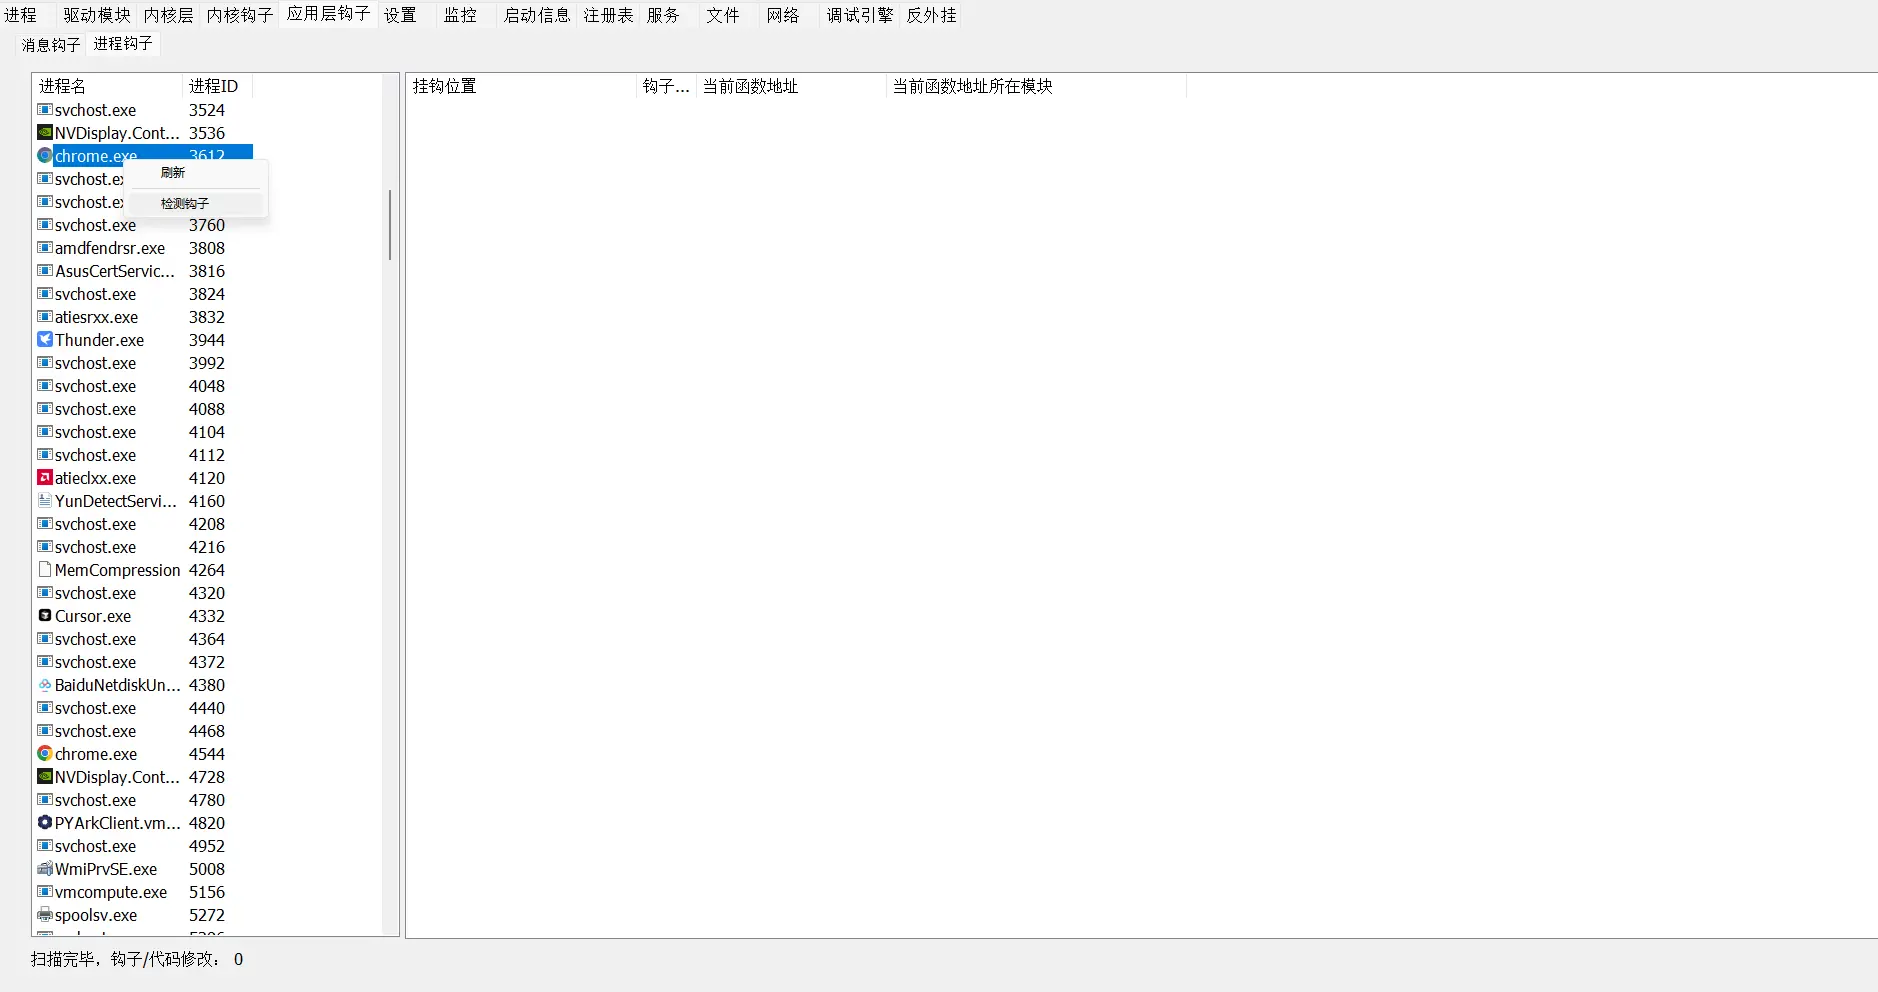 进程 驱动模块 内核层 内核钩子 应用层钩子 设置 监控 启动信息 注册表 服务 文件 网络 调试引擎 反外挂
消息钩子 进程钩子
进程名 进程ID 挂钩位置 钩子... 当前函数地址 当前函数地址所在模块
svchost.exe 3524
NVDisplay.Cont... 3536
chrome.exe 3612
刷新
svchost.ex
检测钩子
svchost.ex
svchost.exe 3760
amdfendrsr.exe 3808
AsusCertServic... 3816
svchost.exe 3824
atiesrxx.exe 3832
Thunder.exe 3944
svchost.exe 3992
svchost.exe 4048
svchost.exe 4088
svchost.exe 4104
svchost.exe 4112
atieclxx.exe 4120
YunDetectServi... 4160
svchost.exe 4208
svchost.exe 4216
MemCompression 4264
svchost.exe 4320
Cursor.exe 4332
svchost.exe 4364
svchost.exe 4372
BaiduNetdiskUn... 4380
svchost.exe 4440
svchost.exe 4468
chrome.exe 4544
NVDisplay.Cont... 4728
svchost.exe 4780
PYArkClient.vm... 4820
svchost.exe 4952
WmiPrvSE.exe 5008
vmcompute.exe 5156
spoolsv.exe 5272
扫描完毕，钩子/代码修改： 0